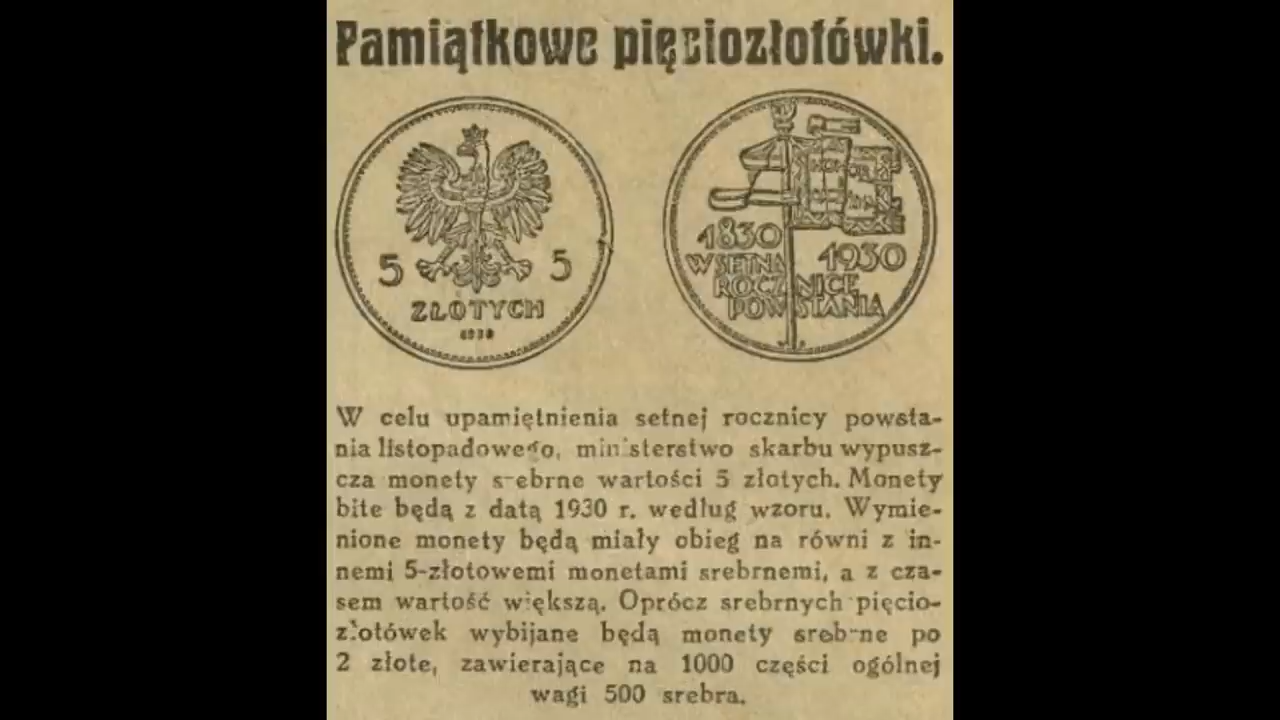 Pamiątkowe pięciozłotówki.
5 5
ZŁOTYCH
1930
HONOR I
1830 1930
W SETNĄ
ROCZNICĘ
POWSTANIA
W celu upamiętnienia setnej rocznicy powsta-
nia listopadowego, ministerstwo skarbu wypusz-
cza monety srebrne wartości 5 złotych. Monety
bite będą z datą 1930 r. według wzoru. Wymie-
nione monety będą miały obieg na równi z in-
nemi 5-złotowemi monetami srebrnemi, a z cza-
sem wartość większą. Oprócz srebrnych pięcio-
złotówek wybijane będą monety srebrne po
2 złote, zawierające na 1000 części ogólnej
wagi 500 srebra.